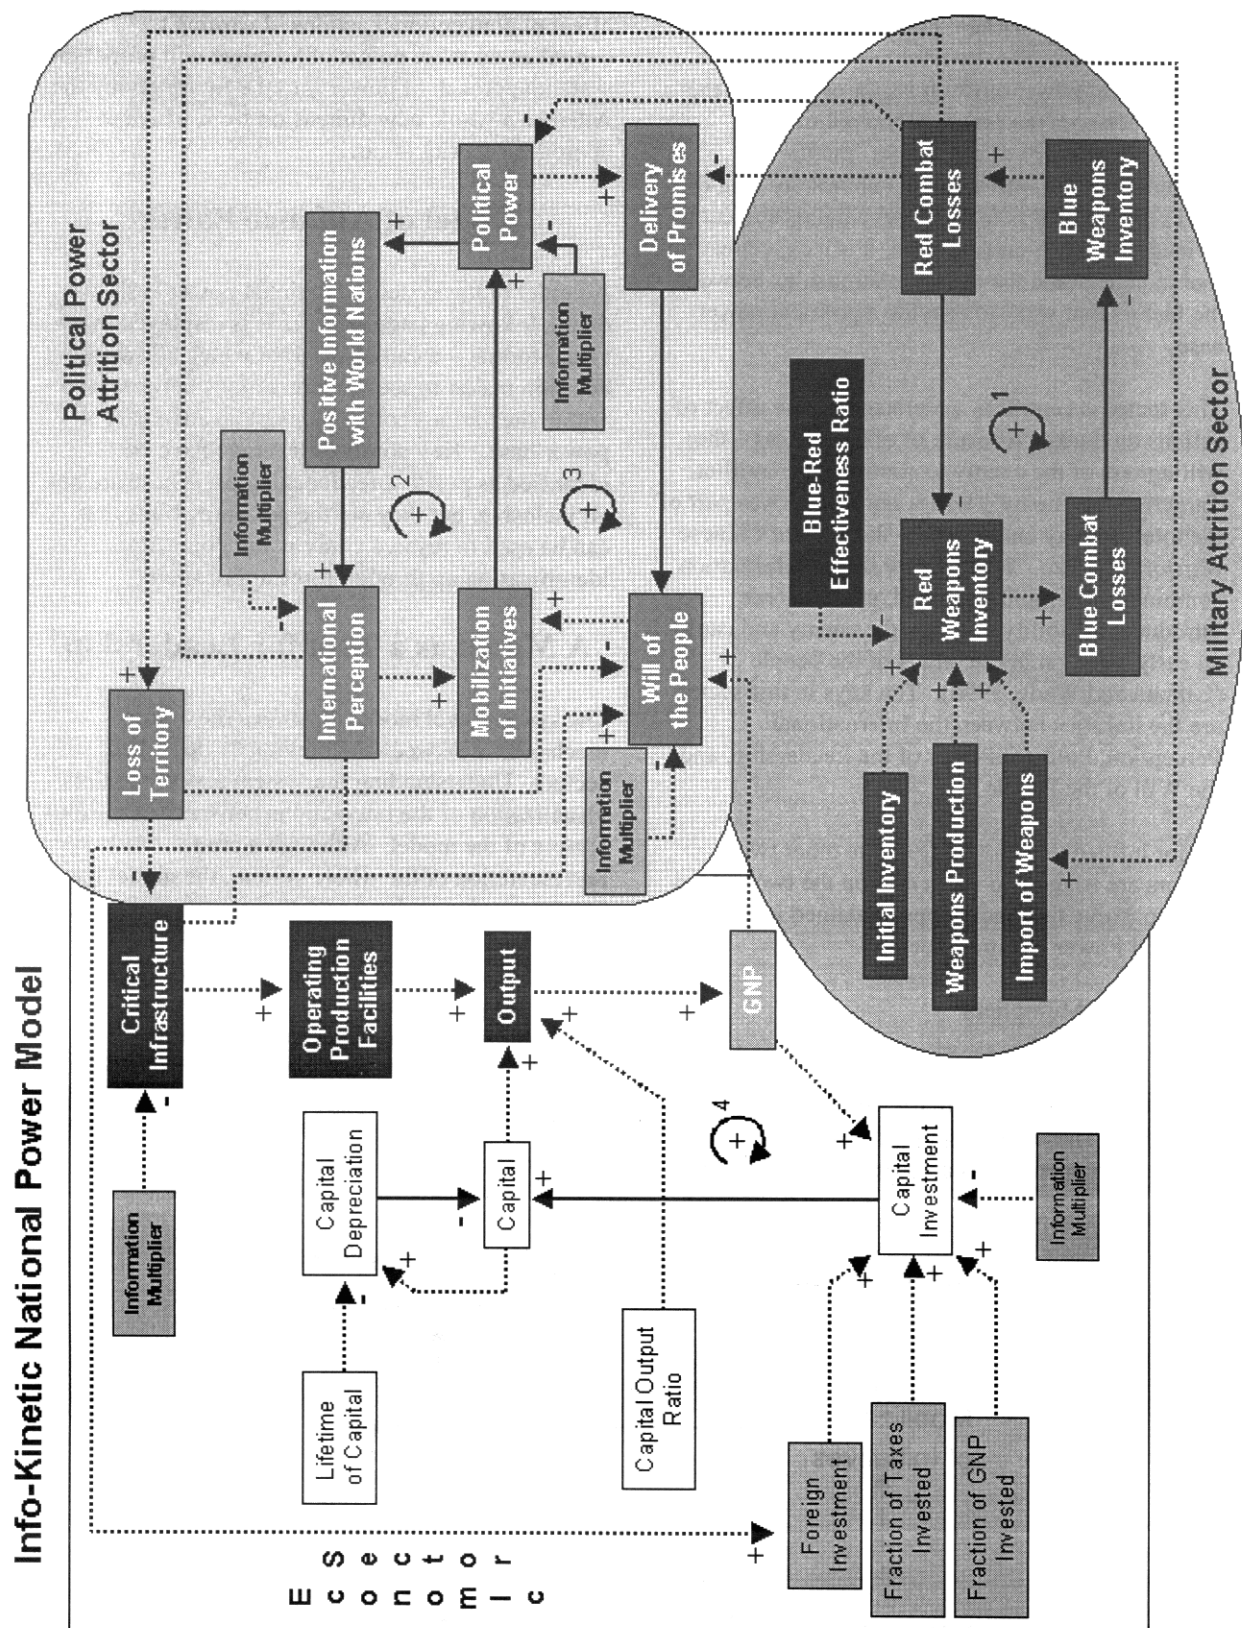 Info-Kinetic National Power Model
Political Power
Attrition Sector
E S
c e
o c
n t
o o
m r
I
c
Information
Multiplier
-
Critical
Infrastructure
-
Loss of
Territory
+
+
Operating
Production
Facilities
+
Output
+
+
+
Lifetime
of Capital
-
Capital
Depreciation
+
-
Capital
+
Capital Output
Ratio
Information
Multiplier
-
International
Perception
+
Positive Information
with World Nations
+
2
+
+
Mobilization
of Initiatives
+
+
Political
Power
-
-
Information
Multiplier
3
+
+
Delivery
of Promises
-
Will of
the People
-
+
+
-
Information
Multiplier
GNP
+
4
+
+
Foreign
Investment
+
Fraction of Taxes
Invested
+
Fraction of GNP
Invested
+
Capital
Investment
+
-
Information
Multiplier
Blue-Red
Effectiveness Ratio
-
Red
Weapons
Inventory
-
Red Combat
Losses
+
Initial Inventory
+
Weapons Production
+
Import of Weapons
+
+
1
+
+
Blue Combat
Losses
-
Blue
Weapons
Inventory
Military Attrition Sector